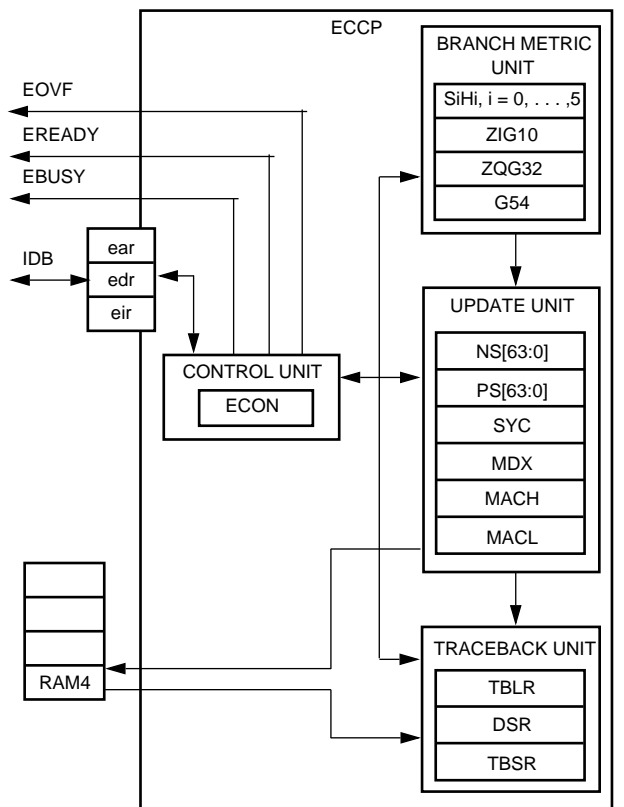 ECCP
BRANCH METRIC
UNIT
SiHi, i = 0, . . . ,5
ZIG10
ZQG32
G54
EOVF
EREADY
EBUSY
IDB
ear
edr
eir
CONTROL UNIT
ECON
UPDATE UNIT
NS[63:0]
PS[63:0]
SYC
MDX
MACH
MACL
RAM4
TRACEBACK UNIT
TBLR
DSR
TBSR